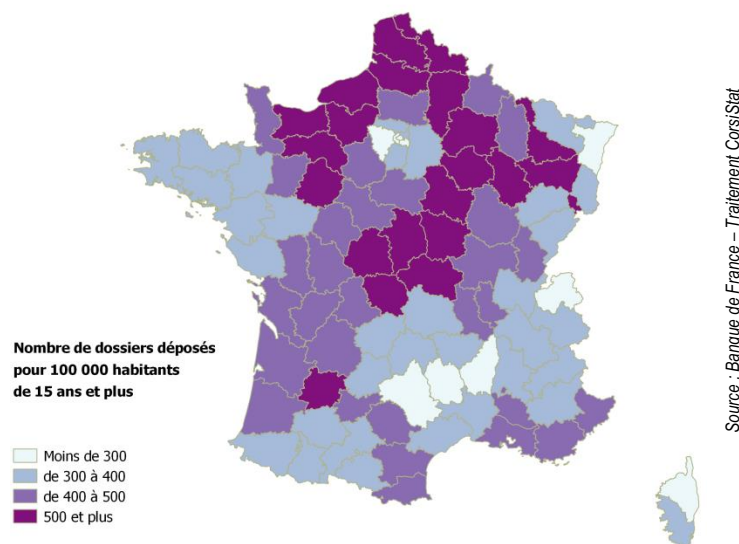 Nombre de dossiers déposés
pour 100 000 habitants
de 15 ans et plus
Moins de 300
de 300 à 400
de 400 à 500
500 et plus
Source : Banque de France – Traitement CorsiStat